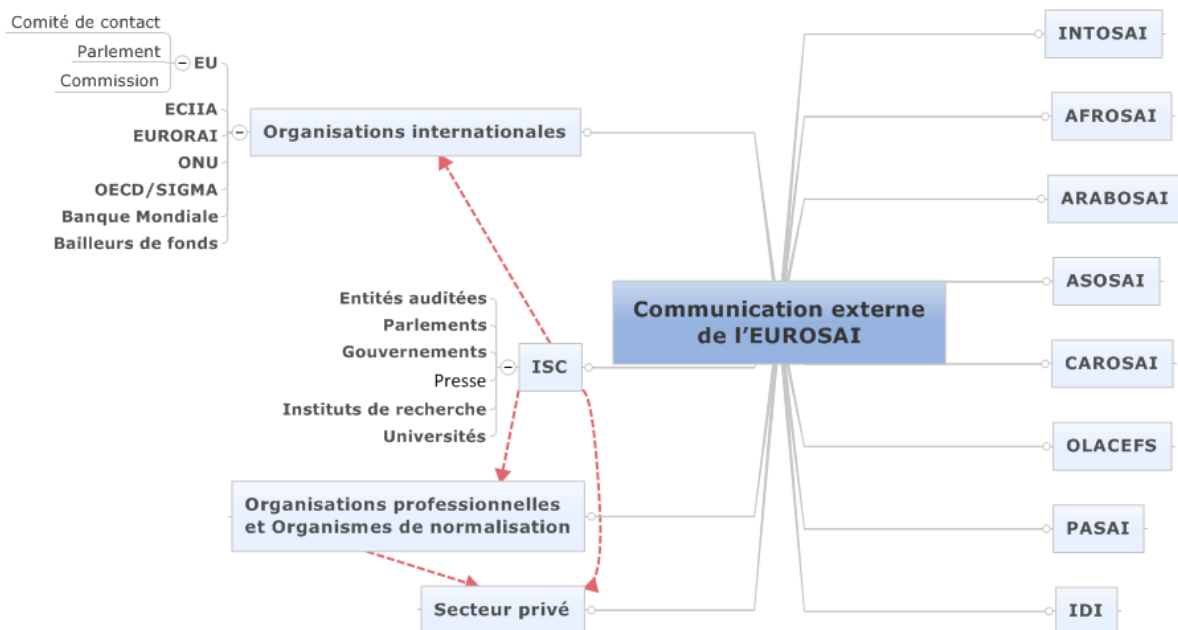 Comité de contact
Parlement
Commission
EU
ECIIA
EURORAI
ONU
OECD/SIGMA
Banque Mondiale
Bailleurs de fonds
Organisations internationales
Entités auditées
Parlements
Gouvernements
Presse
Instituts de recherche
Universités
ISC
Organisations professionnelles
et Organismes de normalisation
Secteur privé
Communication externe
de l’EUROSAI
INTOSAI
AFROSAI
ARABOSAI
ASOSAI
CAROSAI
OLACEFS
PASAI
IDI